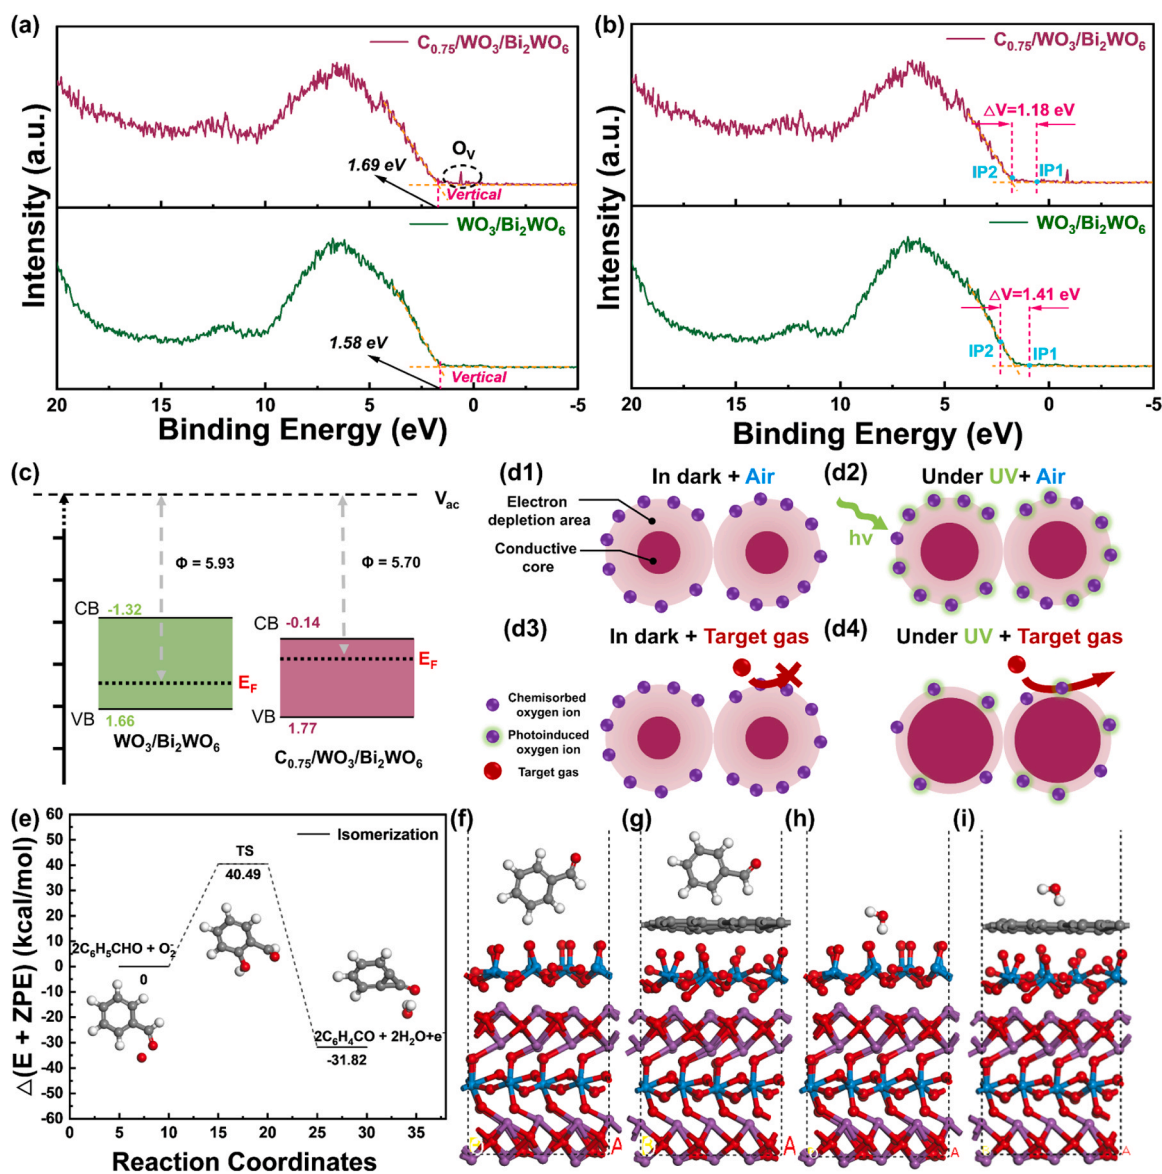 (a)
C0.75/WO3/Bi2WO6
OV
1.69 eV
Vertical
WO3/Bi2WO6
1.58 eV
Vertical
Intensity (a.u.)
20 15 10 5 0 -5
Binding Energy (eV)
(b)
C0.75/WO3/Bi2WO6
△V=1.18 eV
IP2 IP1
WO3/Bi2WO6
△V=1.41 eV
IP2 IP1
Intensity (a.u.)
20 15 10 5 0 -5
Binding Energy (eV)
(c)
Vac
Φ = 5.93
Φ = 5.70
CB -1.32
CB -0.14
EF
EF
VB 1.66
VB 1.77
WO3/Bi2WO6
C0.75/WO3/Bi2WO6
(d1)
In dark + Air
Electron
depletion area
Conductive
core
(d2)
Under UV+ Air
hv
(d3)
In dark + Target gas
Chemisorbed
oxygen ion
Photoinduced
oxygen ion
Target gas
(d4)
Under UV + Target gas
(e)
Isomerization
TS
40.49
2C6H5CHO + O2-
0
2C6H4CO + 2H2O+e-
-31.82
△(E + ZPE) (kcal/mol)
60
50
40
30
20
10
0
-10
-20
-30
-40
-50
-60
0 5 10 15 20 25 30 35
Reaction Coordinates
(f)
B A
(g)
B A
(h)
A
(i)
A